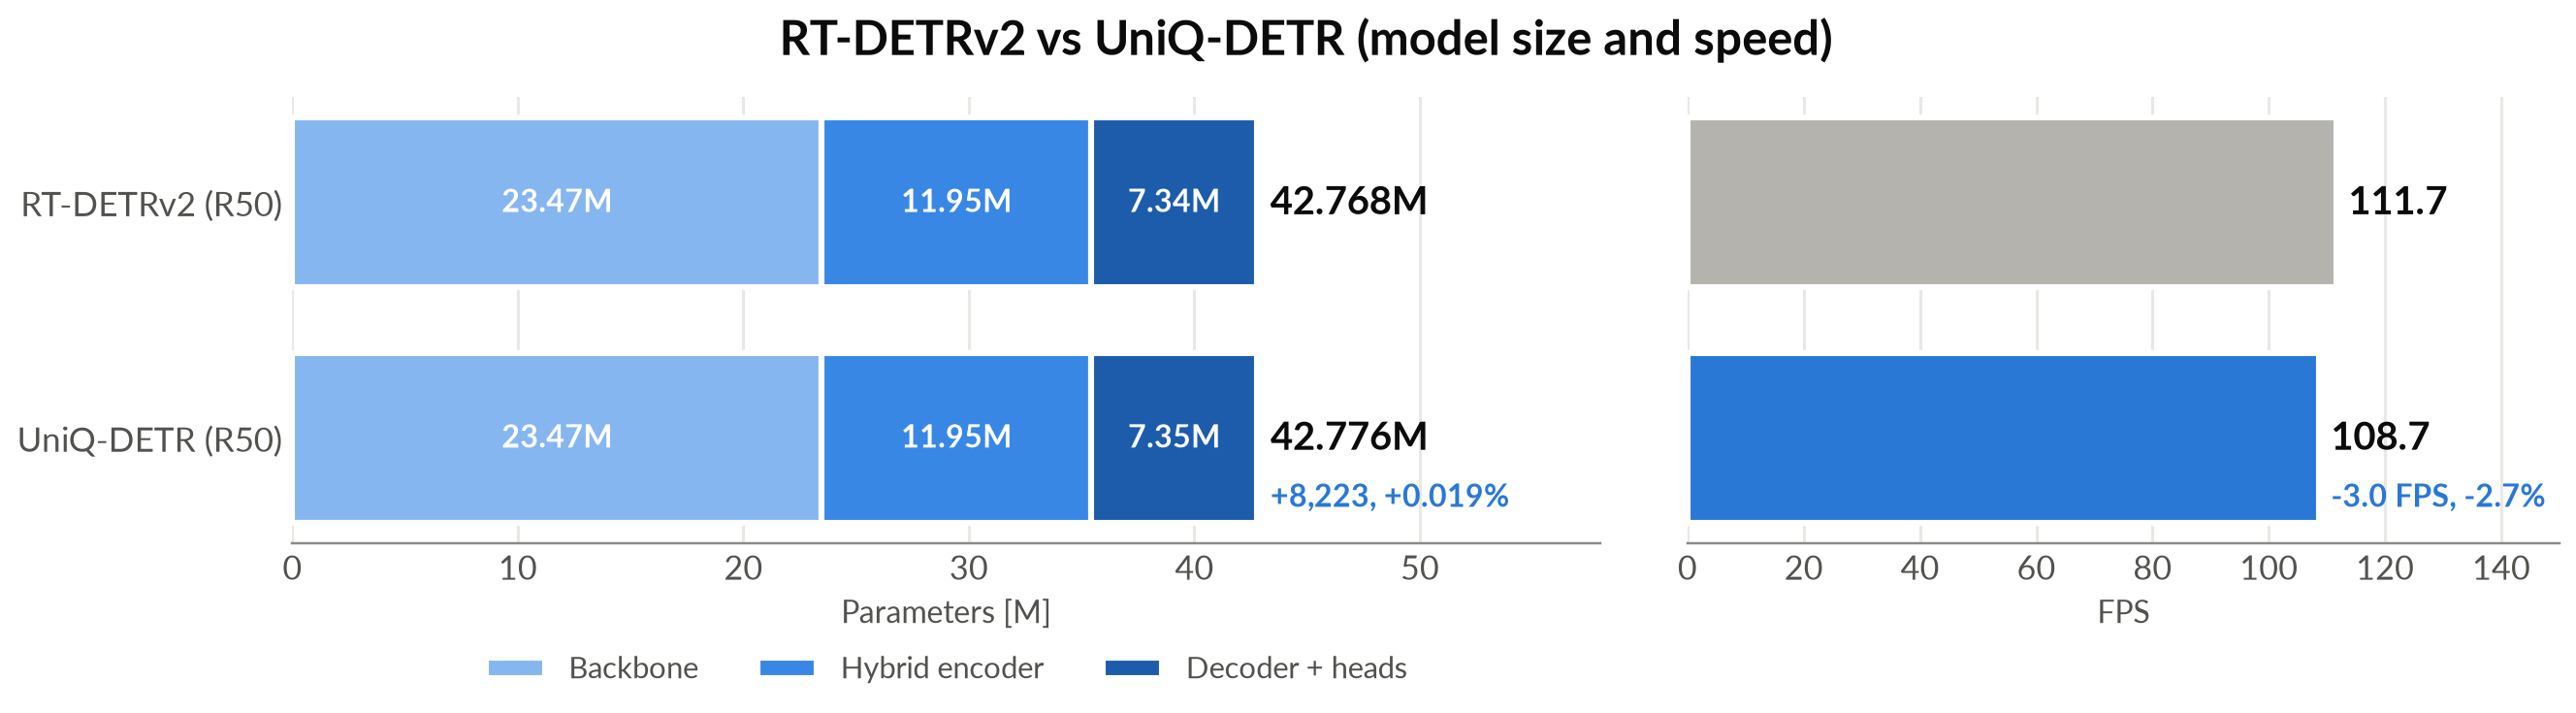 RT-DETRv2 vs UniQ-DETR (model size and speed)
RT-DETRv2 (R50)
23.47M
11.95M
7.34M
42.768M
UniQ-DETR (R50)
23.47M
11.95M
7.35M
42.776M
+8,223, +0.019%
0 10 20 30 40 50
Parameters [M]
Backbone Hybrid encoder Decoder + heads
111.7
108.7
-3.0 FPS, -2.7%
0 20 40 60 80 100 120 140
FPS